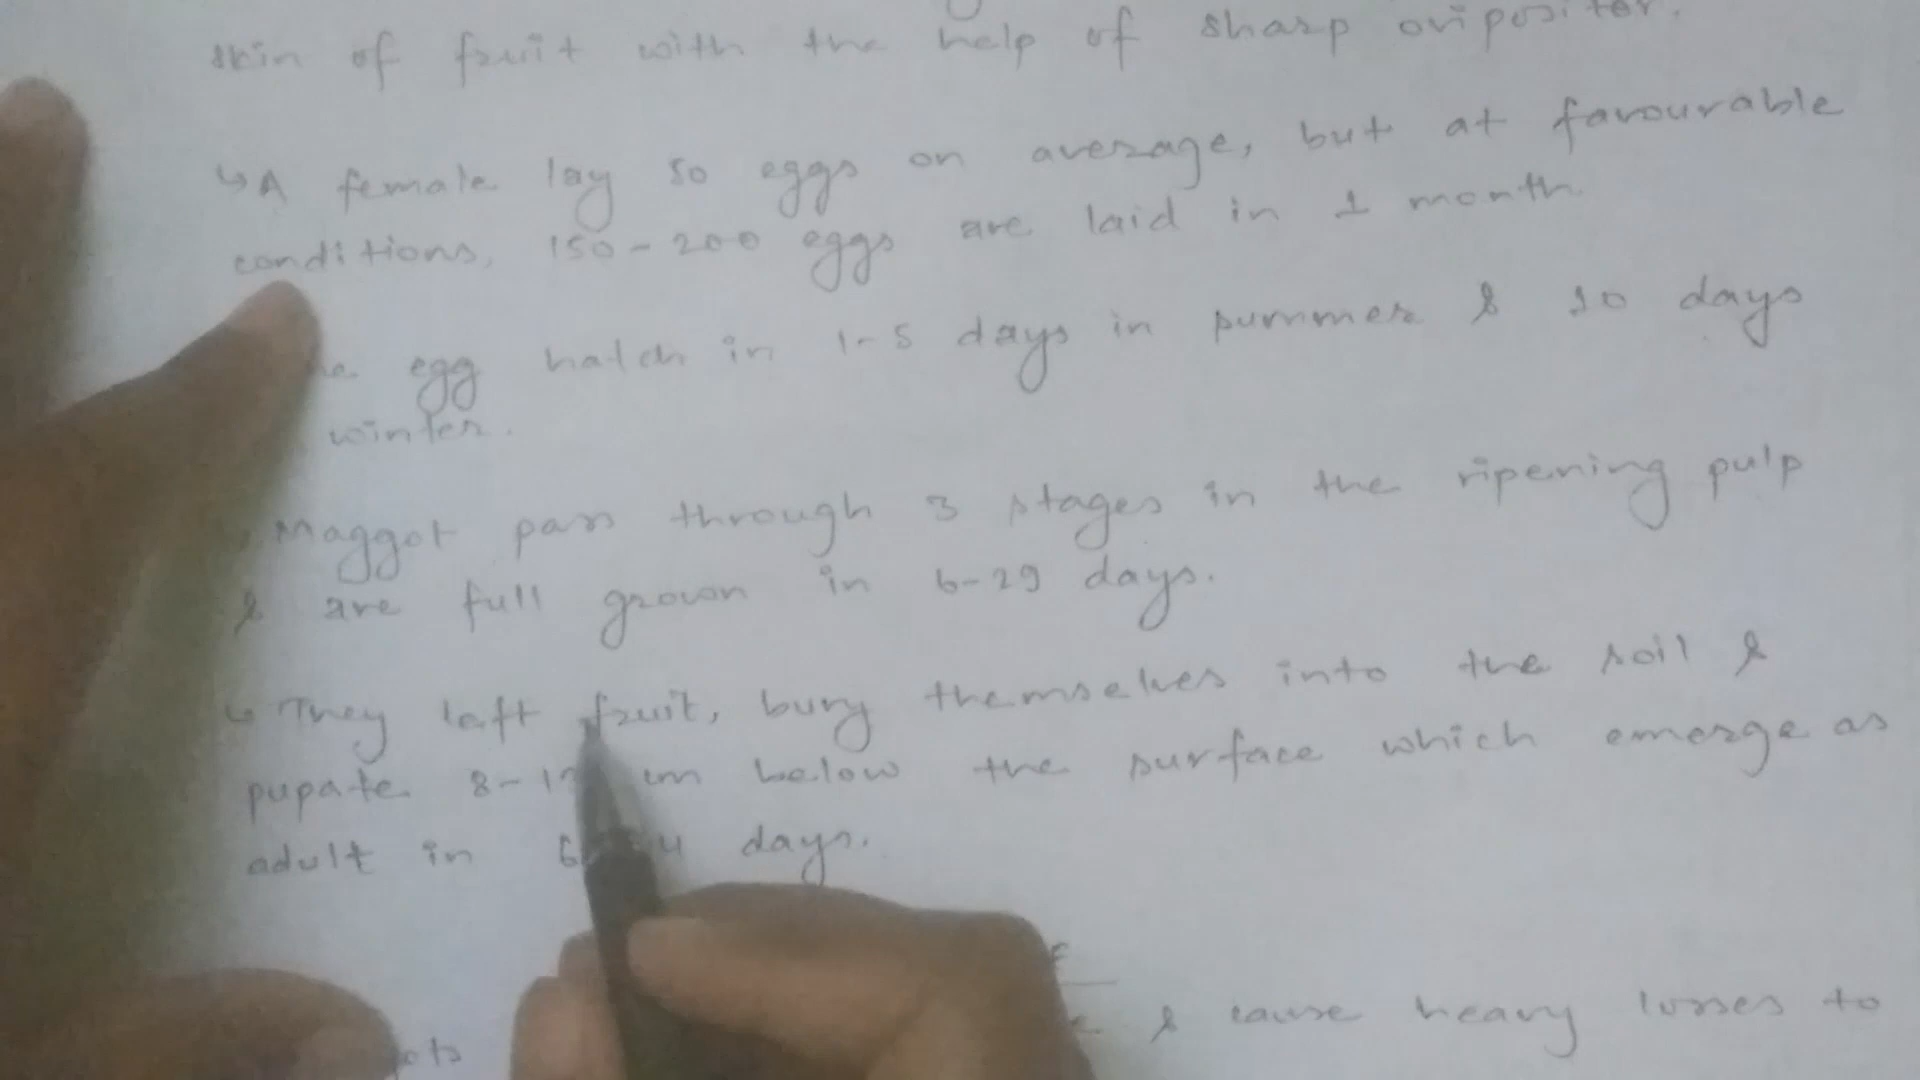 skin of fruit with the help of sharp ovipositor.
↳ A female lay 50 eggs on average, but at favourable
conditions, 150-200 eggs are laid in 1 month.
egg hatch in 1-5 days in summer & 10 days
winter.
Maggot pass through 3 stages in the ripening pulp
& are full grown in 6-29 days.
↳ They left fruit, bury themselves into the soil &
pupate 8-1 cm below the surface which emerge as
adult in 6 4 days.
& cause heavy losses to